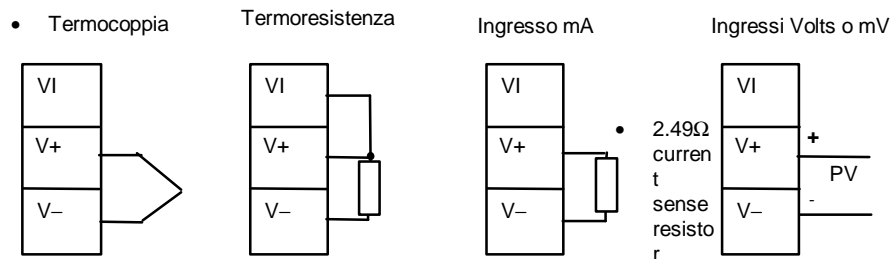 • Termocoppia
Termoresistenza
Ingresso mA
Ingressi Volts o mV
VI
V+
V−
VI
V+
V−
VI
V+
V−
• 2.49Ω
curren
t
sense
resisto
r
VI
V+
V−
+
PV
-